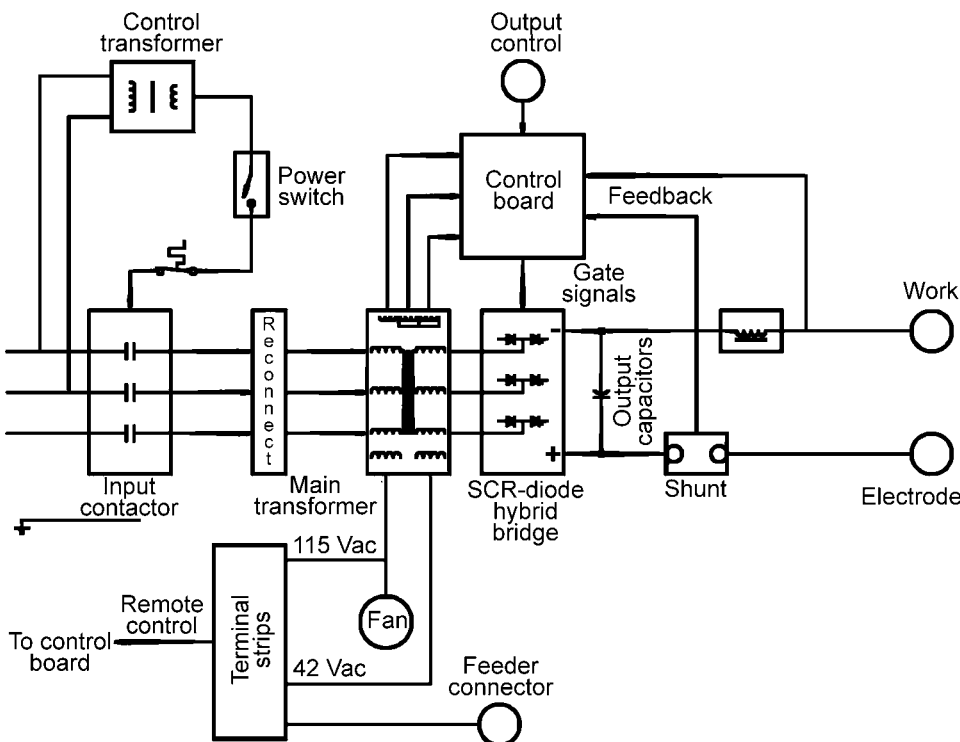 Control
transformer
Output
control
Power
switch
Control
board
Feedback
Gate
signals
Work
Reconnect
Output
capacitors
Input
contactor
Main
transformer
SCR-diode
hybrid
bridge
Shunt
Electrode
115 Vac
Fan
Remote
control
To control
board
Terminal
strips
42 Vac
Feeder
connector